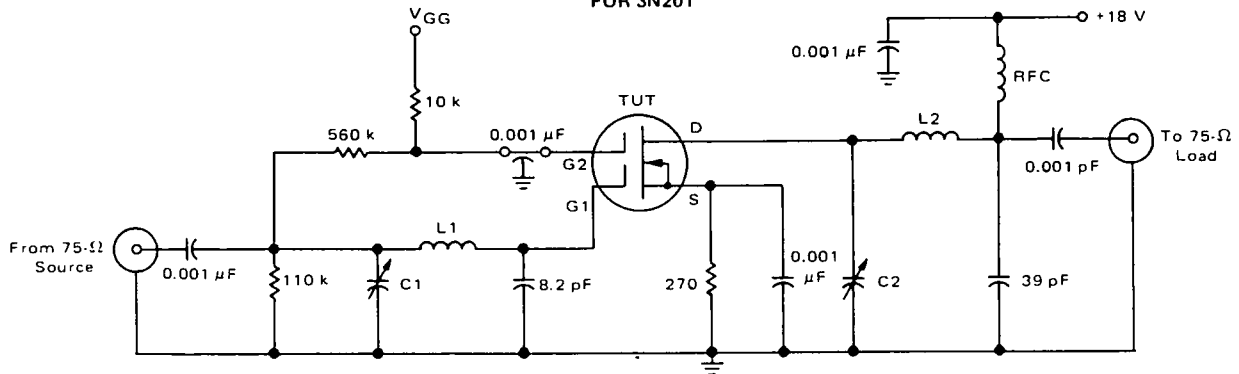 FOR 3N201
VGG
+18 V
0.001 µF
RFC
10 k
TUT
560 k
0.001 µF
D
L2
To 75-Ω
Load
0.001 pF
G2
G1
S
L1
From 75-Ω
Source
0.001 µF
110 k
C1
8.2 pF
270
0.001
µF
C2
39 pF